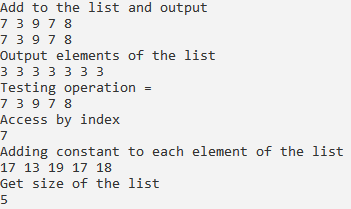 Add to the list and output
7 3 9 7 8
7 3 9 7 8
Output elements of the list
3 3 3 3 3 3 3
Testing operation =
7 3 9 7 8
Access by index
7
Adding constant to each element of the list
17 13 19 17 18
Get size of the list
5